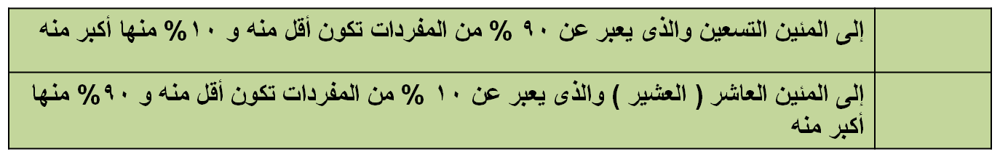 إلى المئين التسعين والذى يعبر عن ٩٠ % من المفردات تكون أقل منه و ١٠% منها أكبر منه
إلى المئين العاشر ( العشير ) والذى يعبر عن ١٠ % من المفردات تكون أقل منه و ٩٠% منها
أكبر منه